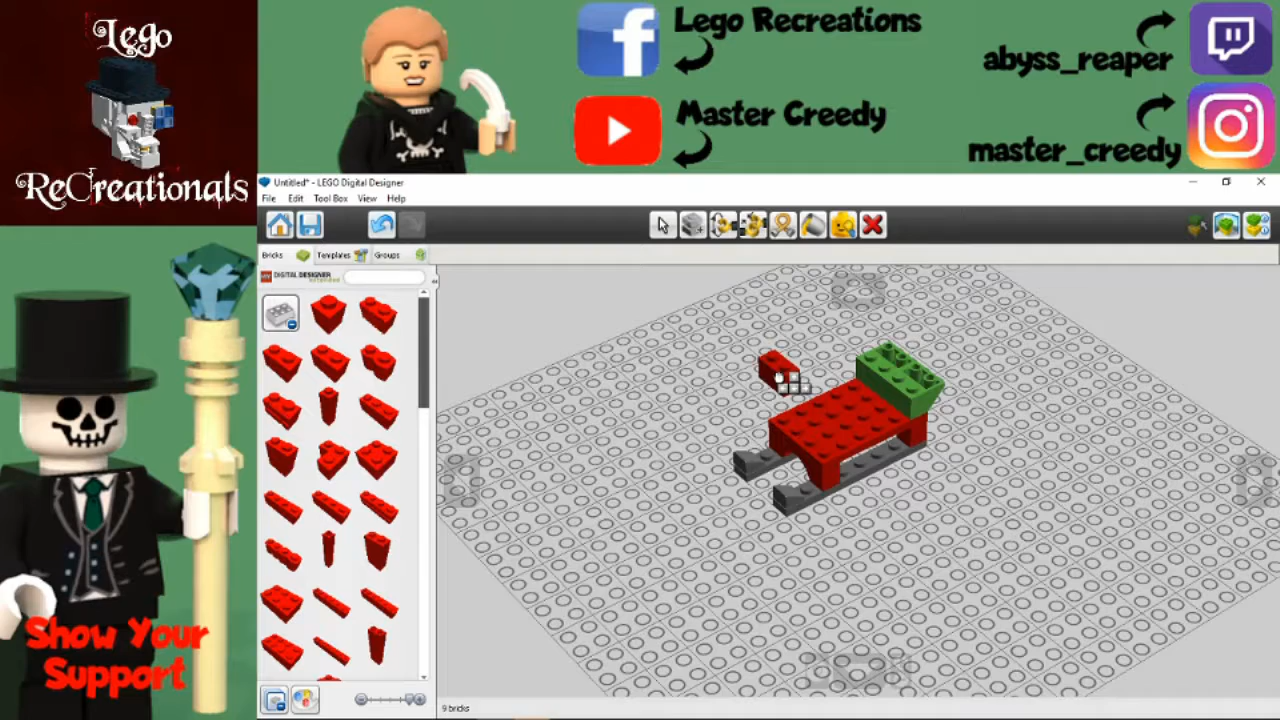 Lego
ReCreationals
Lego Recreations
Master Creedy
abyss_reaper
master_creedy
Untitled* - LEGO Digital Designer
File Edit Tool Box View Help
Bricks Templates Groups
DIGITAL DESIGNER
Show Your
Support
9 bricks